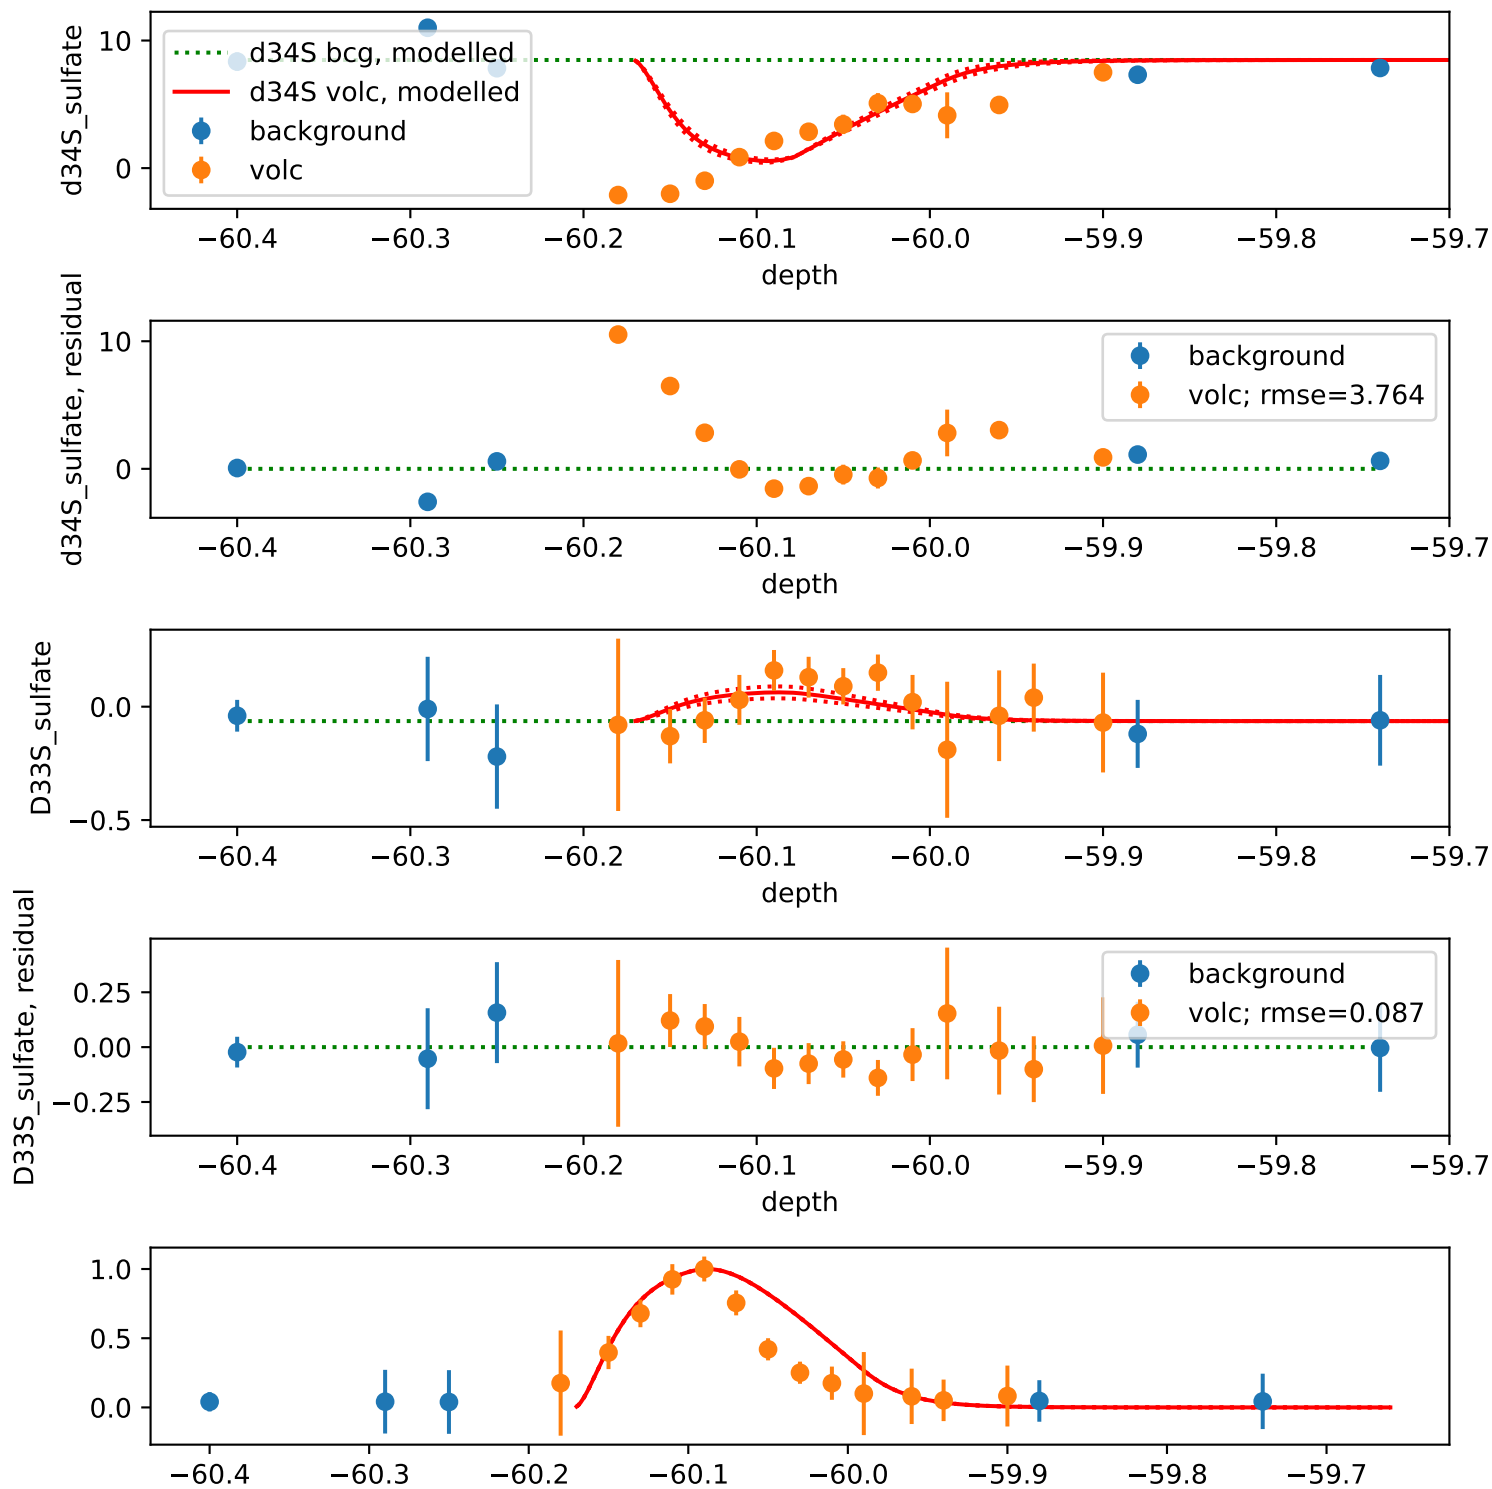 d34S_sulfate
10
0
d34S bcg, modelled
d34S volc, modelled
background
volc
−60.4 −60.3 −60.2 −60.1 −60.0 −59.9 −59.8 −59.7
depth
d34S_sulfate, residual
10
0
background
volc; rmse=3.764
−60.4 −60.3 −60.2 −60.1 −60.0 −59.9 −59.8 −59.7
depth
D33S_sulfate
0.0
−0.5
−60.4 −60.3 −60.2 −60.1 −60.0 −59.9 −59.8 −59.7
depth
D33S_sulfate, residual
0.25
0.00
−0.25
background
volc; rmse=0.087
−60.4 −60.3 −60.2 −60.1 −60.0 −59.9 −59.8 −59.7
depth
1.0
0.5
0.0
−60.4 −60.3 −60.2 −60.1 −60.0 −59.9 −59.8 −59.7